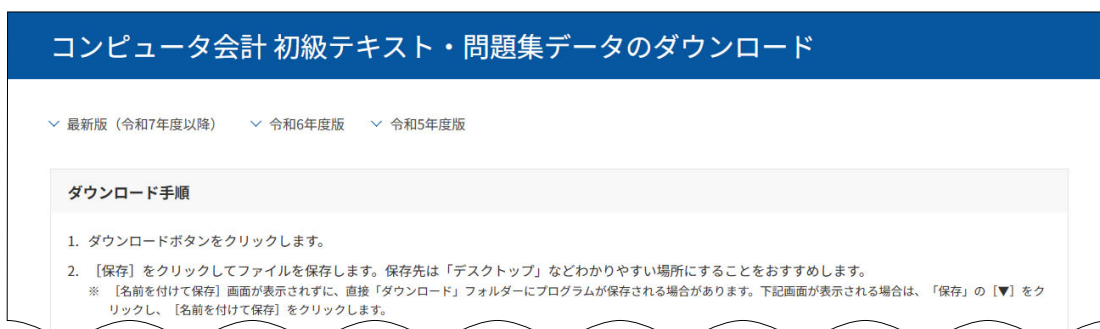 コンピュータ会計 初級テキスト・問題集データのダウンロード
最新版（令和7年度以降） 令和6年度版 令和5年度版
ダウンロード手順
1. ダウンロードボタンをクリックします。
2. ［保存］をクリックしてファイルを保存します。保存先は「デスクトップ」などわかりやすい場所にすることをおすすめします。
※ ［名前を付けて保存］画面が表示されずに、直接「ダウンロード」フォルダーにプログラムが保存される場合があります。下記画面が表示される場合は、「保存」の［▼］をク
リックし、［名前を付けて保存］をクリックします。